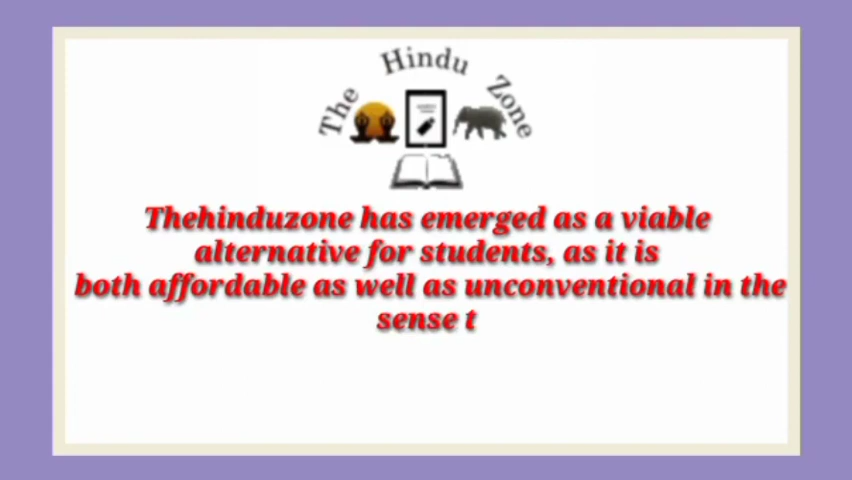 The Hindu Zone
Thehinduzone has emerged as a viable
alternative for students, as it is
both affordable as well as unconventional in the
sense t